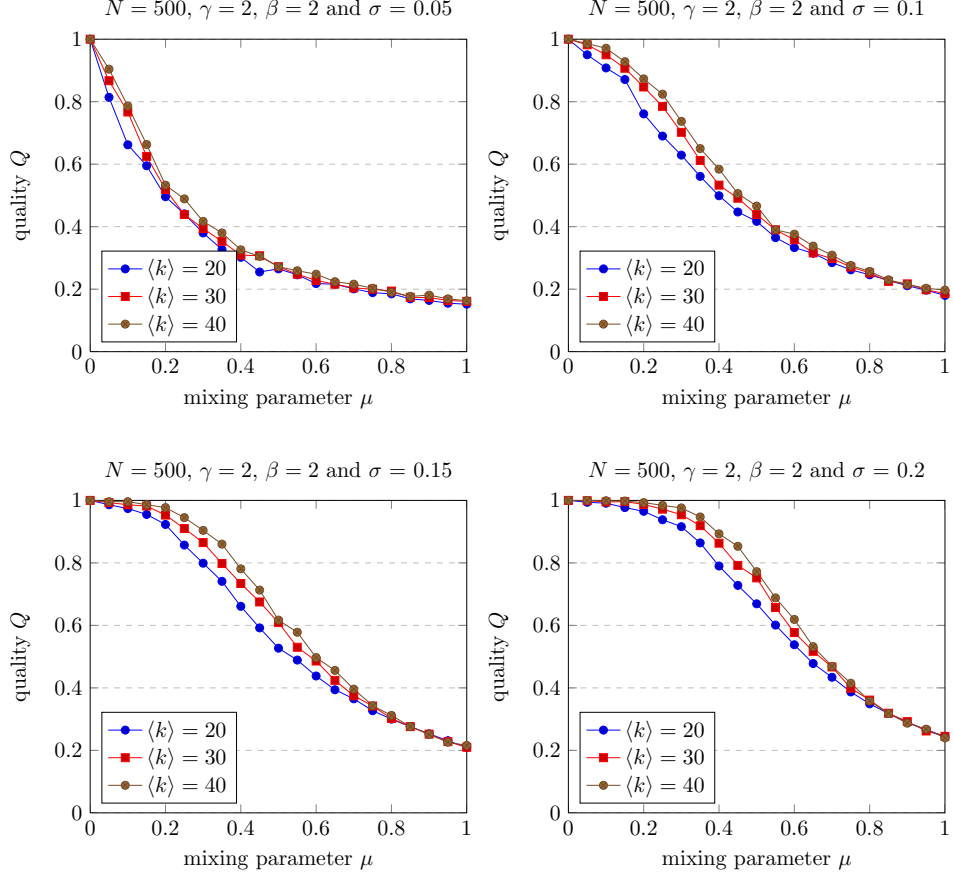 N = 500, γ = 2, β = 2 and σ = 0.05
1
0.8
0.6
0.4
0.2
0
quality Q
⟨k⟩ = 20
⟨k⟩ = 30
⟨k⟩ = 40
0 0.2 0.4 0.6 0.8 1
mixing parameter μ
N = 500, γ = 2, β = 2 and σ = 0.1
1
0.8
0.6
0.4
0.2
0
quality Q
⟨k⟩ = 20
⟨k⟩ = 30
⟨k⟩ = 40
0 0.2 0.4 0.6 0.8 1
mixing parameter μ
N = 500, γ = 2, β = 2 and σ = 0.15
1
0.8
0.6
0.4
0.2
0
quality Q
⟨k⟩ = 20
⟨k⟩ = 30
⟨k⟩ = 40
0 0.2 0.4 0.6 0.8 1
mixing parameter μ
N = 500, γ = 2, β = 2 and σ = 0.2
1
0.8
0.6
0.4
0.2
0
quality Q
⟨k⟩ = 20
⟨k⟩ = 30
⟨k⟩ = 40
0 0.2 0.4 0.6 0.8 1
mixing parameter μ